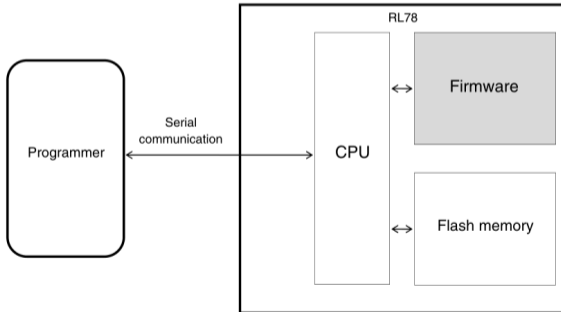 RL78
Programmer
Serial
communication
CPU
Firmware
Flash memory